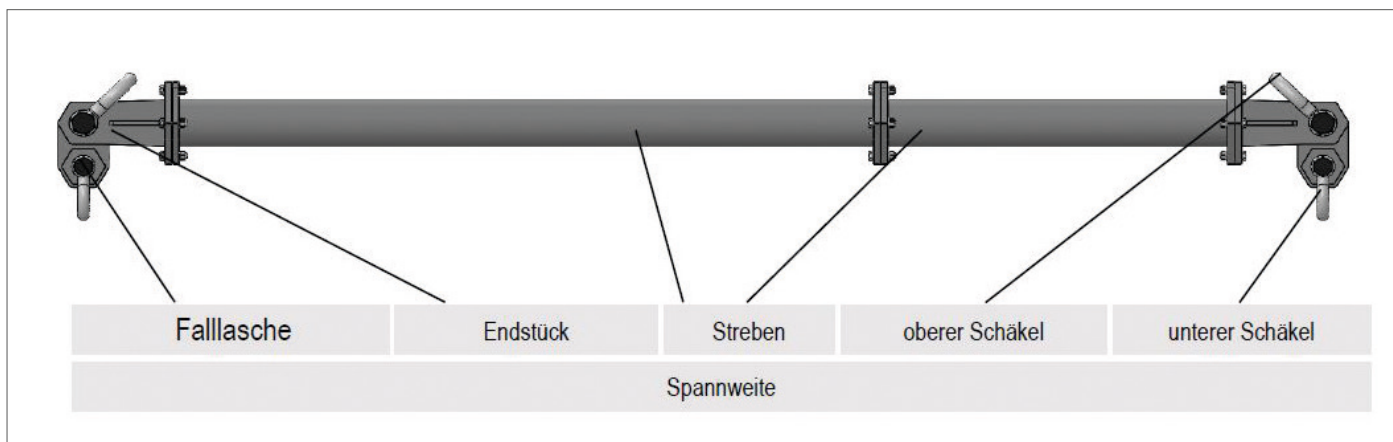 Falllasche
Endstück
Streben
oberer Schäkel
unterer Schäkel
Spannweite